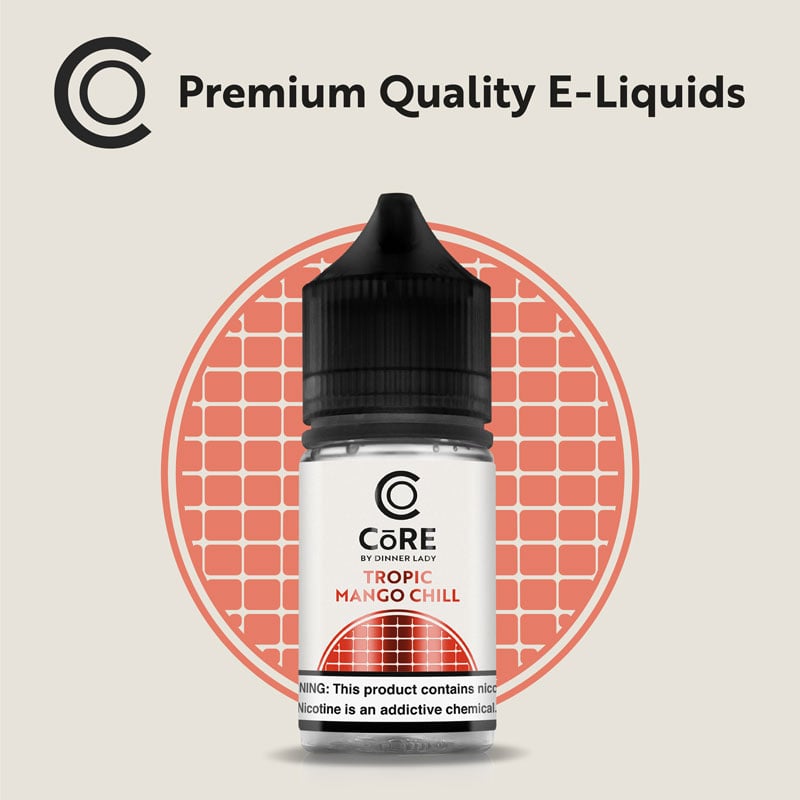 Premium Quality E-Liquids
CōRE
BY DINNER LADY
TROPIC
MANGO CHILL
NING: This product contains nico
Nicotine is an addictive chemical.